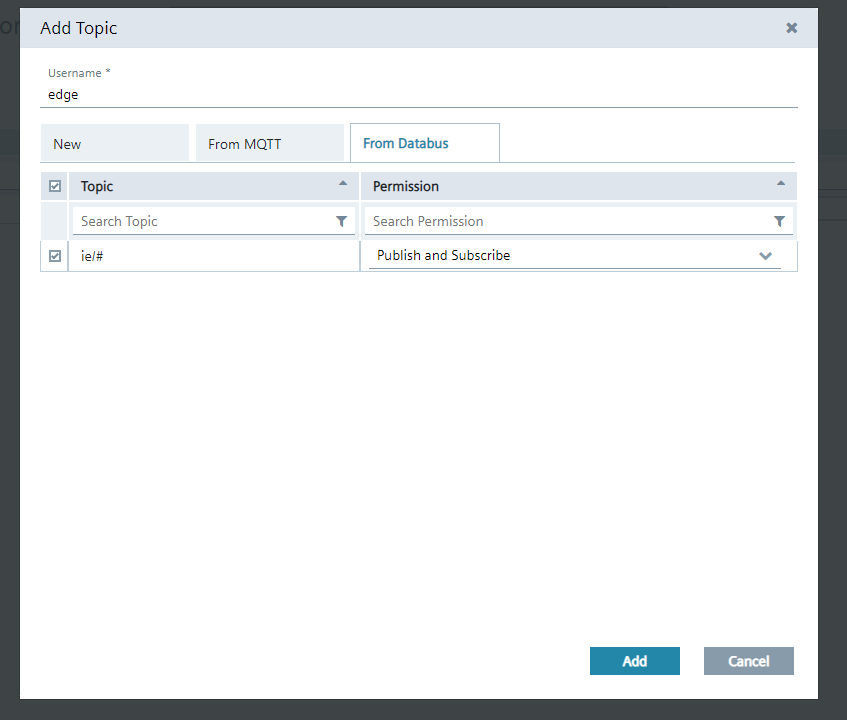 Add Topic
Username *
edge
New
From MQTT
From Databus
Topic
Permission
Search Topic
Search Permission
ie/#
Publish and Subscribe
Add
Cancel